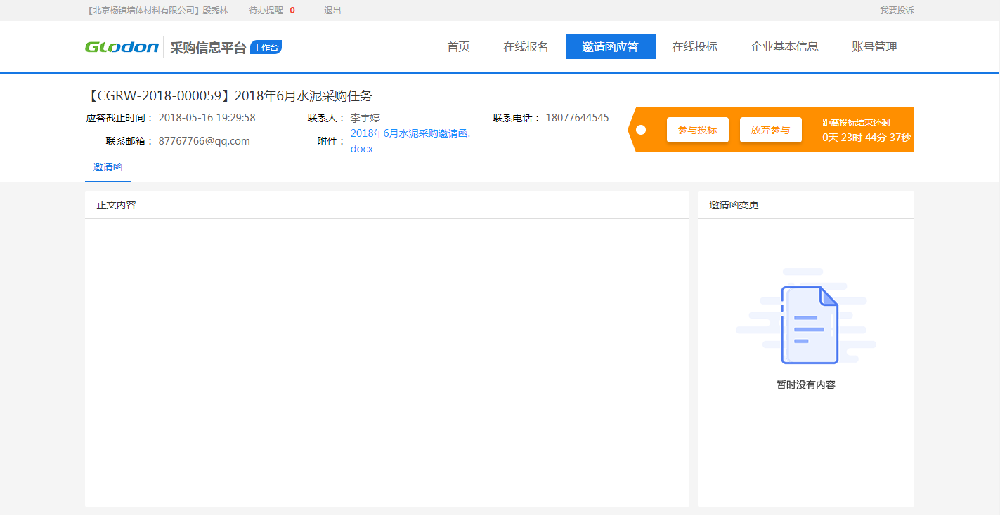 【北京杨镇墙体材料有限公司】殷秀林 待办提醒 0 退出 我要投诉
GLodon 采购信息平台 工作台 首页 在线报名 邀请函应答 在线投标 企业基本信息 账号管理
【CGRW-2018-000059】2018年6月水泥采购任务
应答截止时间： 2018-05-16 19:29:58 联系人： 李宇婷 联系电话： 18077644545
联系邮箱： 87767766@qq.com 附件： 2018年6月水泥采购邀请函.
docx
参与投标 放弃参与 距离投标结束还剩
0天 23时 44分 37秒
邀请函
正文内容 邀请函变更
暂时没有内容